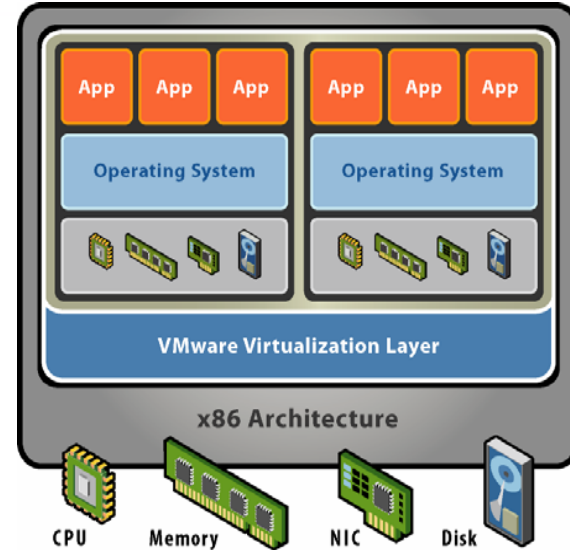 App App App App App App
Operating System Operating System
VMware Virtualization Layer
x86 Architecture
CPU Memory NIC Disk